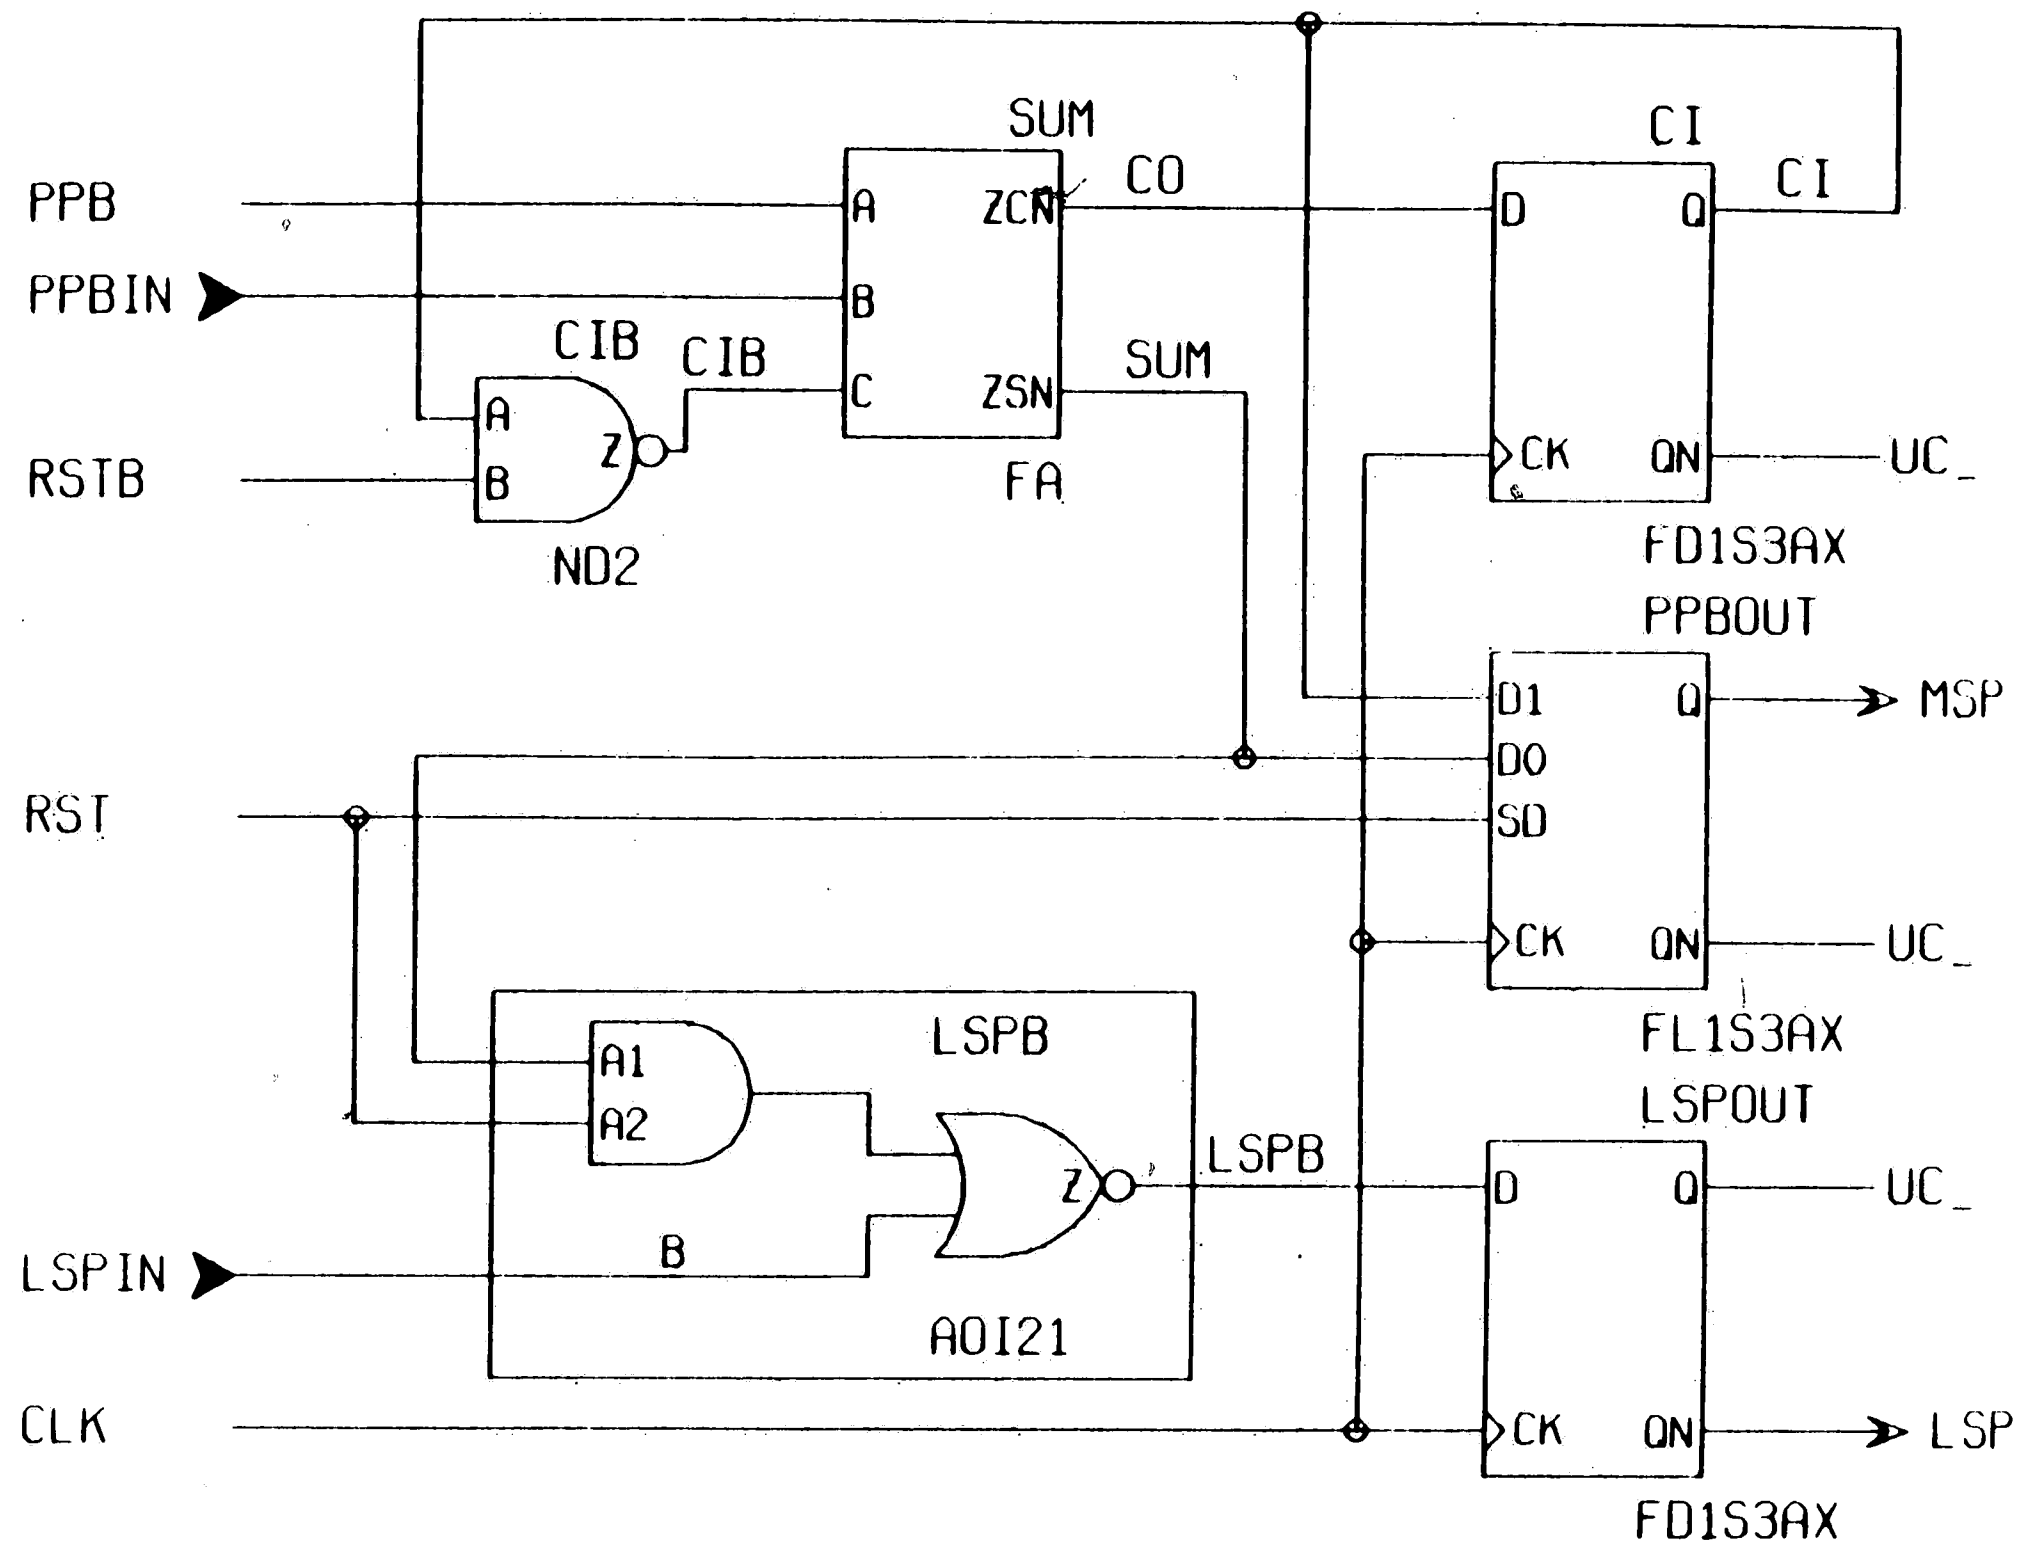 SUM
CI
PPB
A
ZCN
CO
D
Q
CI
PPBIN
B
CIB
CIB
C
ZSN
SUM
A
Z
RSTB
B
FA
CK
QN
UC_
ND2
FD1S3AX
PPBOUT
D1
Q
MSP
D0
RST
SD
CK
QN
UC_
LSPB
FL1S3AX
A1
LSPOUT
A2
LSPB
Z
D
Q
UC_
B
LSPIN
AOI21
CLK
CK
QN
LSP
FD1S3AX